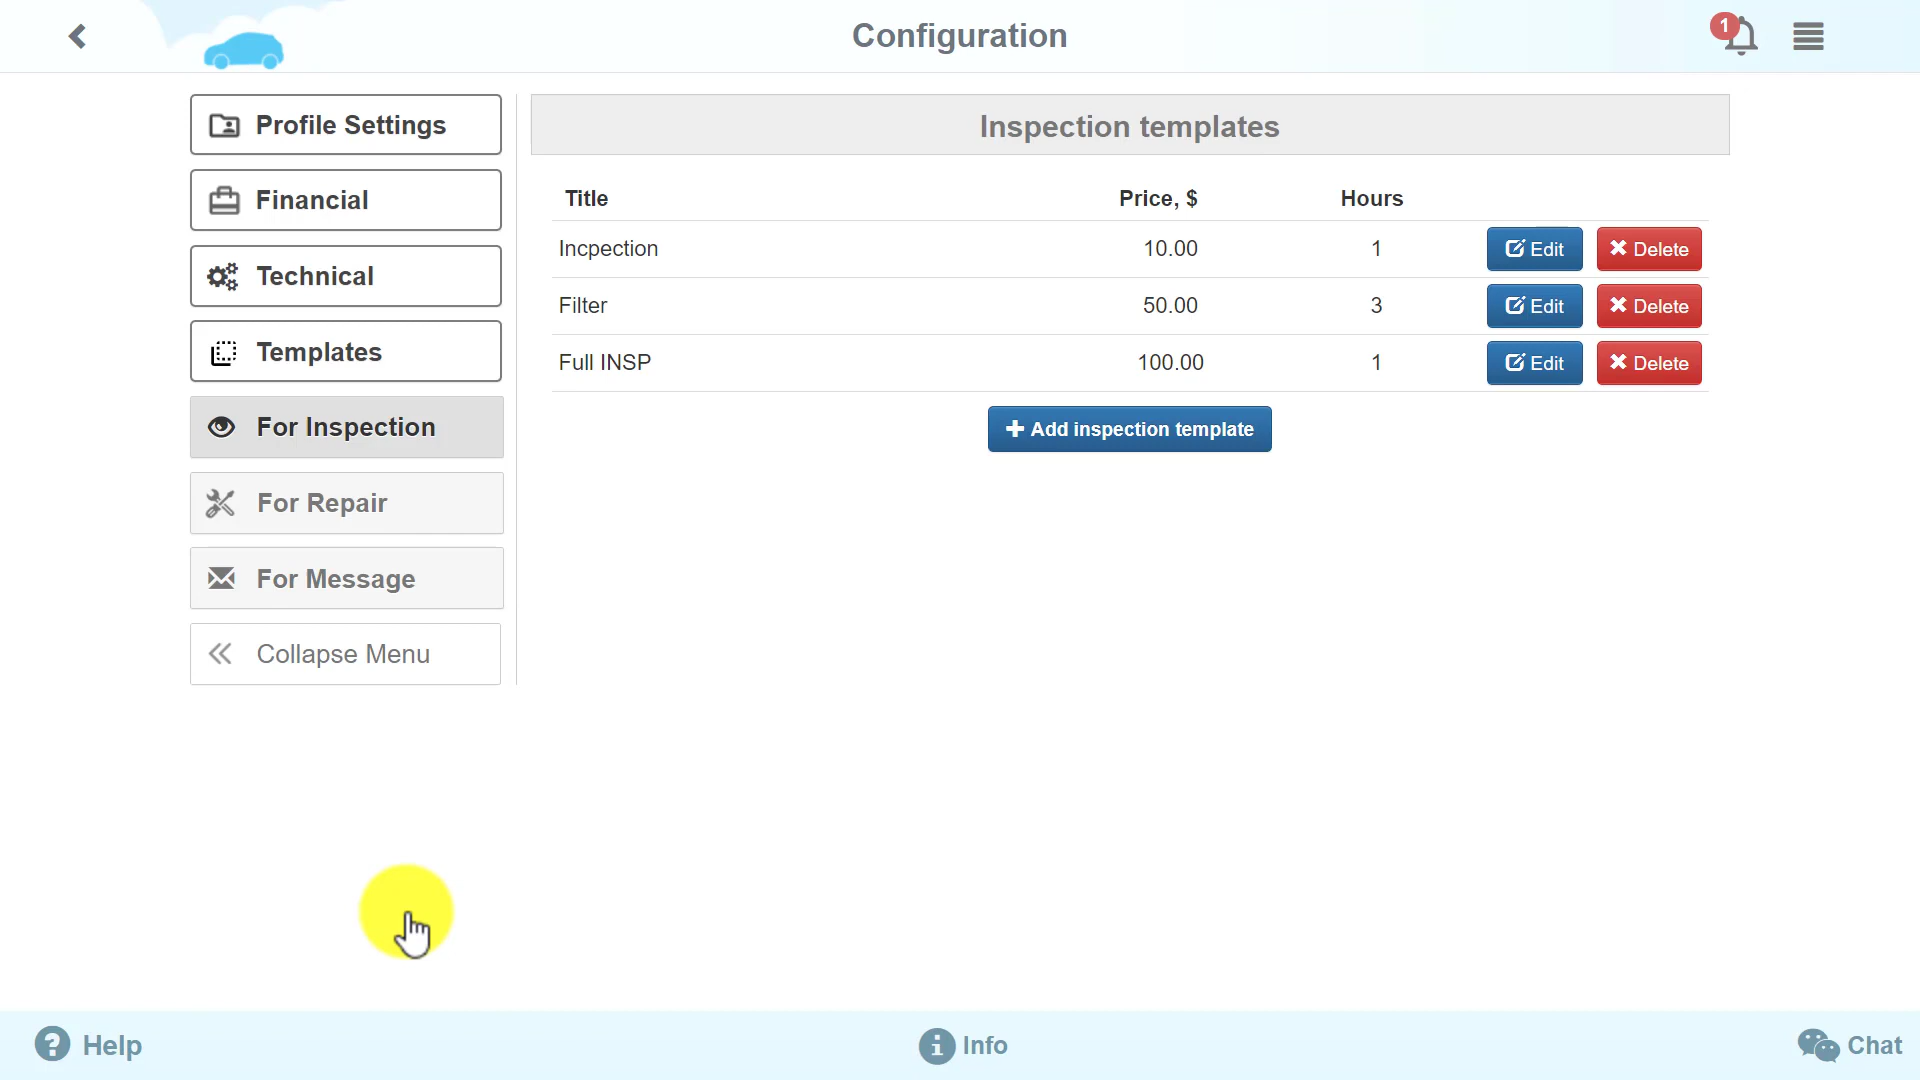 Configuration
1
Profile Settings
Financial
Technical
Templates
For Inspection
For Repair
For Message
Collapse Menu
Inspection templates
Title Price, $ Hours
Incpection 10.00 1 Edit Delete
Filter 50.00 3 Edit Delete
Full INSP 100.00 1 Edit Delete
Add inspection template
Help Info Chat